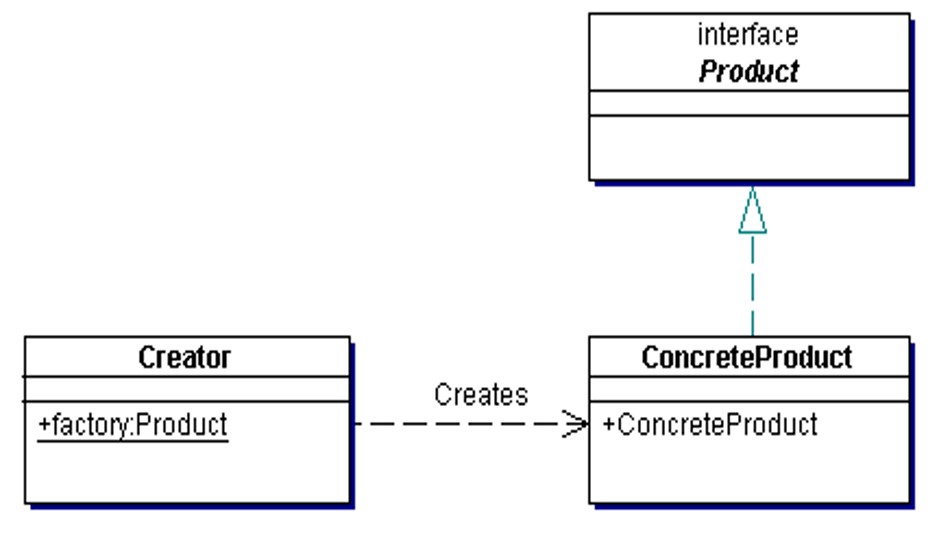 interface
Product
Creator
+factory:Product
Creates
ConcreteProduct
+ConcreteProduct